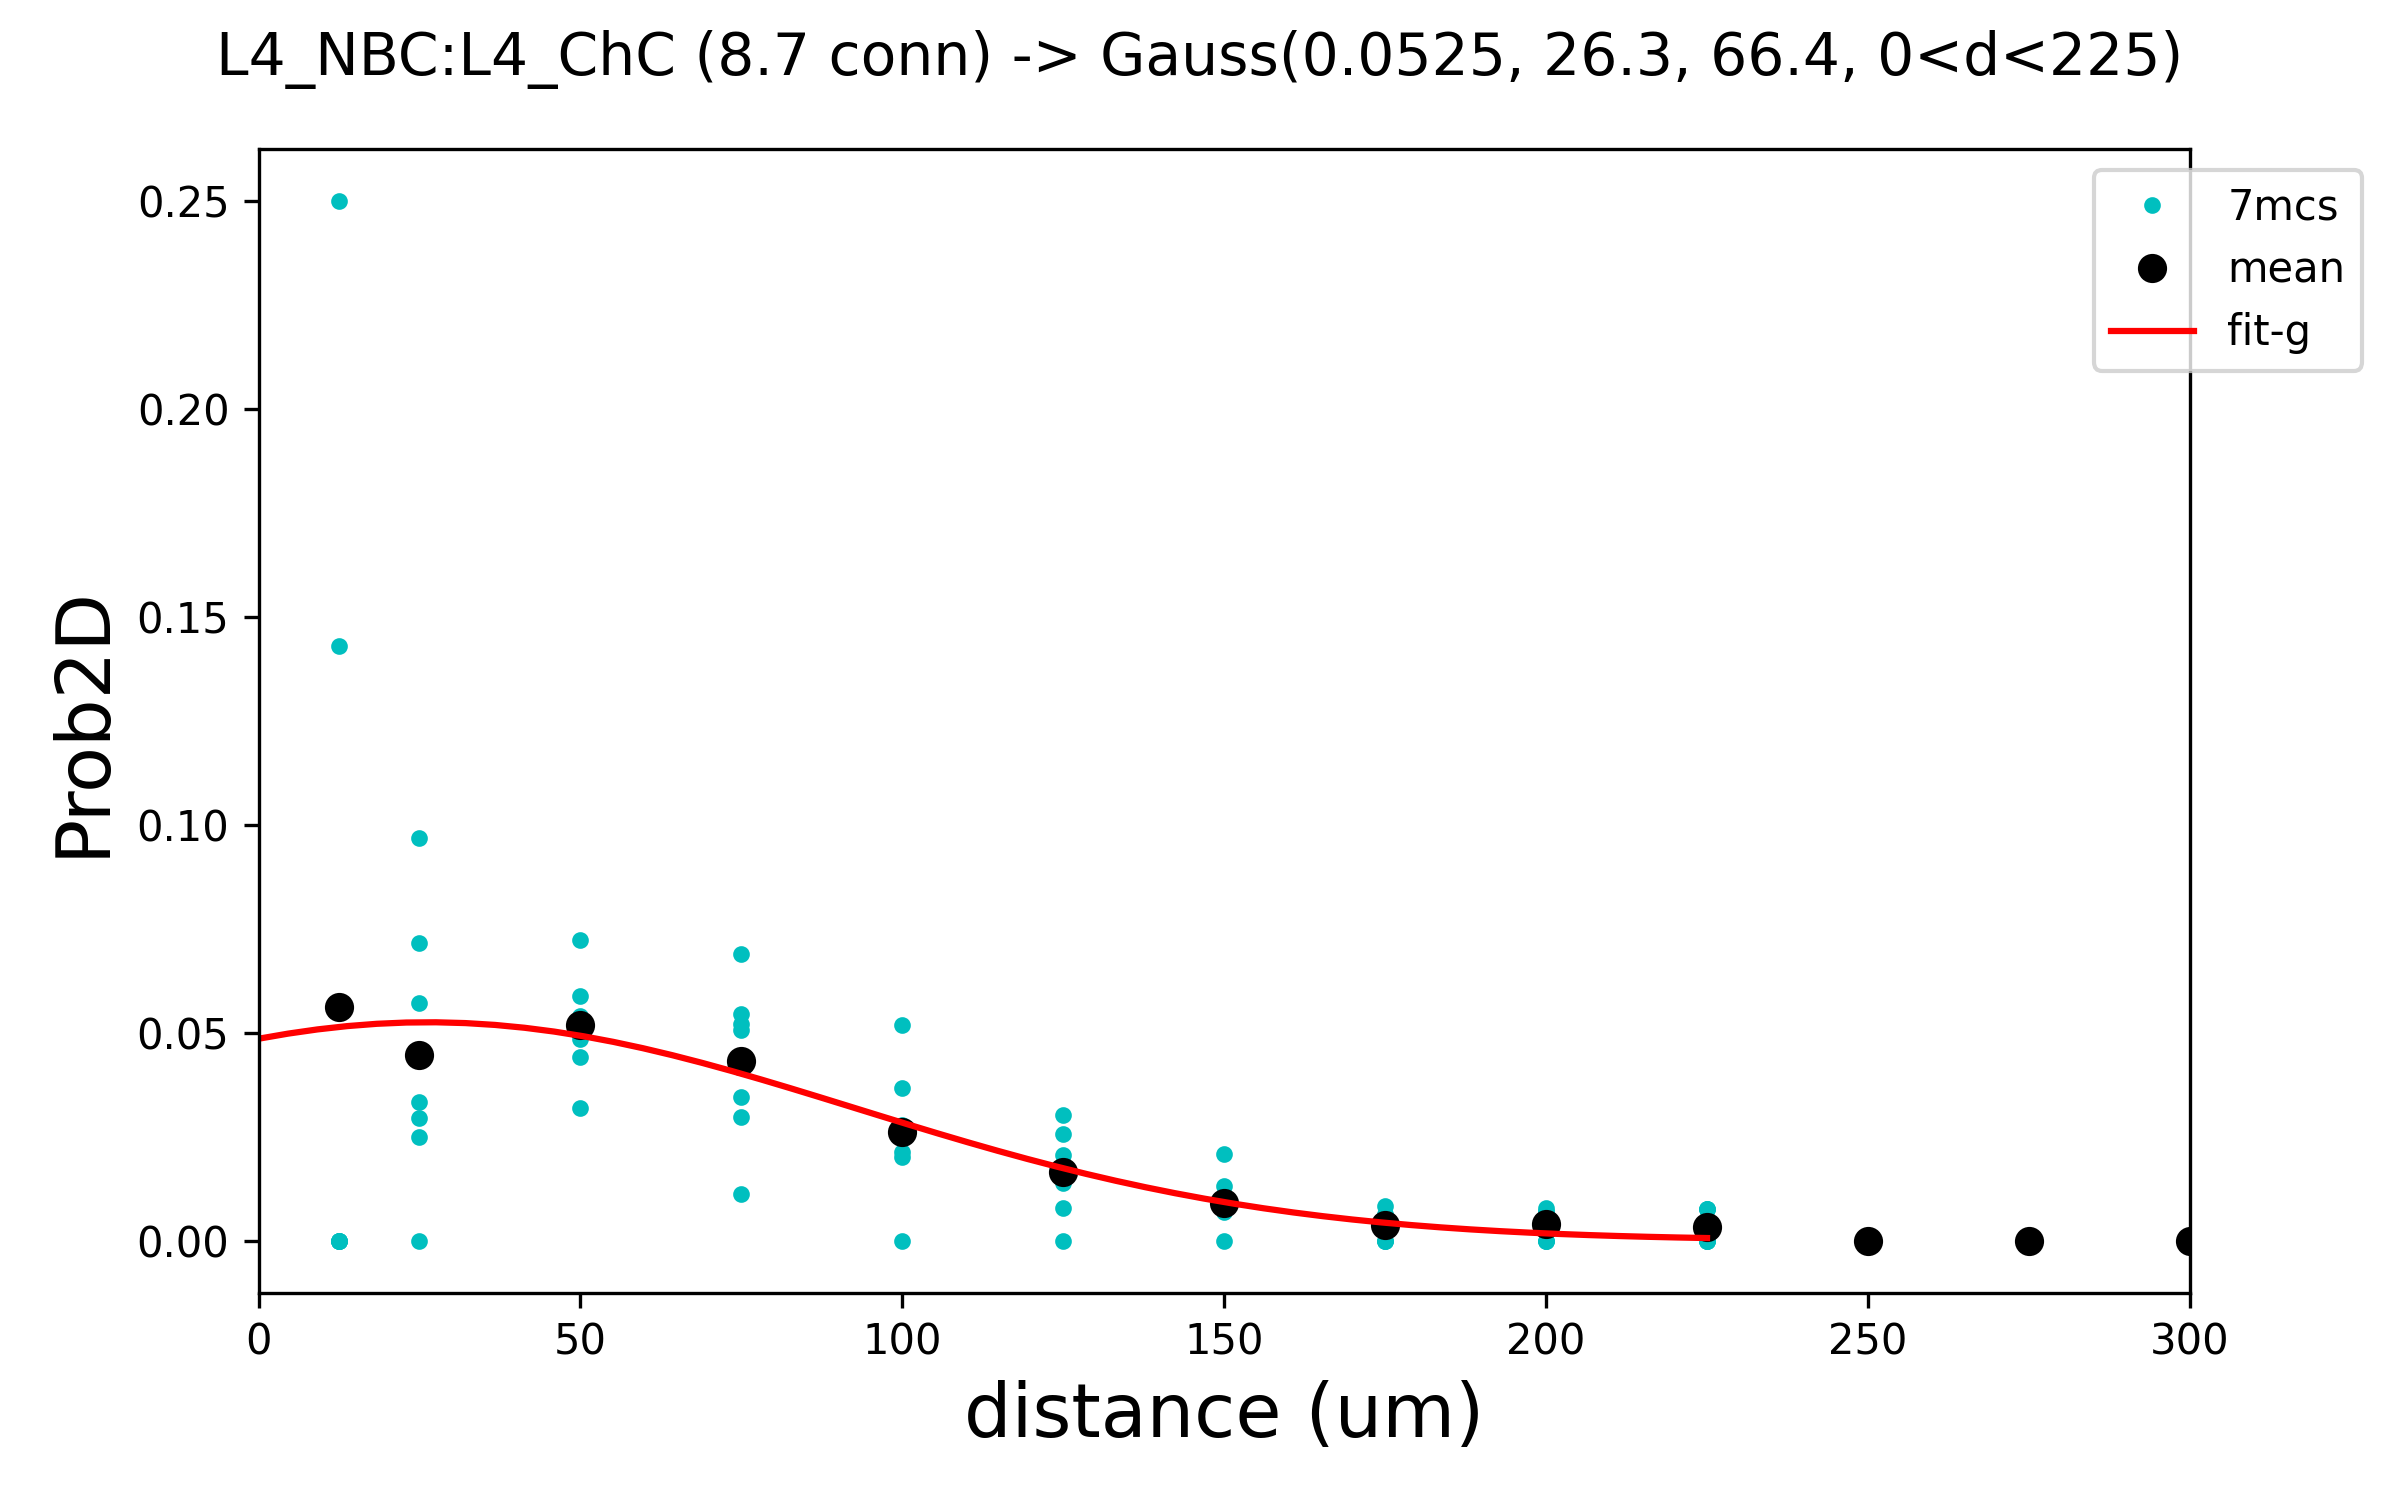 L4_NBC:L4_ChC (8.7 conn) -> Gauss(0.0525, 26.3, 66.4, 0<d<225)
7mcs
mean
fit-g
Prob2D
0.25
0.20
0.15
0.10
0.05
0.00
0 50 100 150 200 250 300
distance (um)